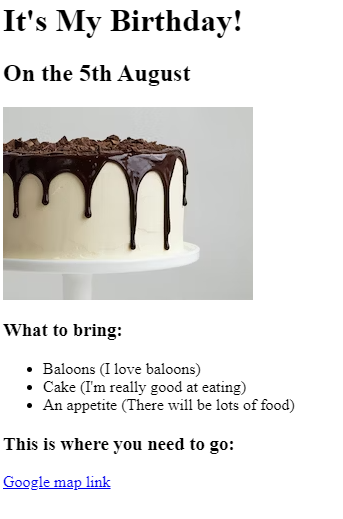 It's My Birthday!
On the 5th August
What to bring:
Baloons (I love baloons)
Cake (I'm really good at eating)
An appetite (There will be lots of food)
This is where you need to go:
Google map link